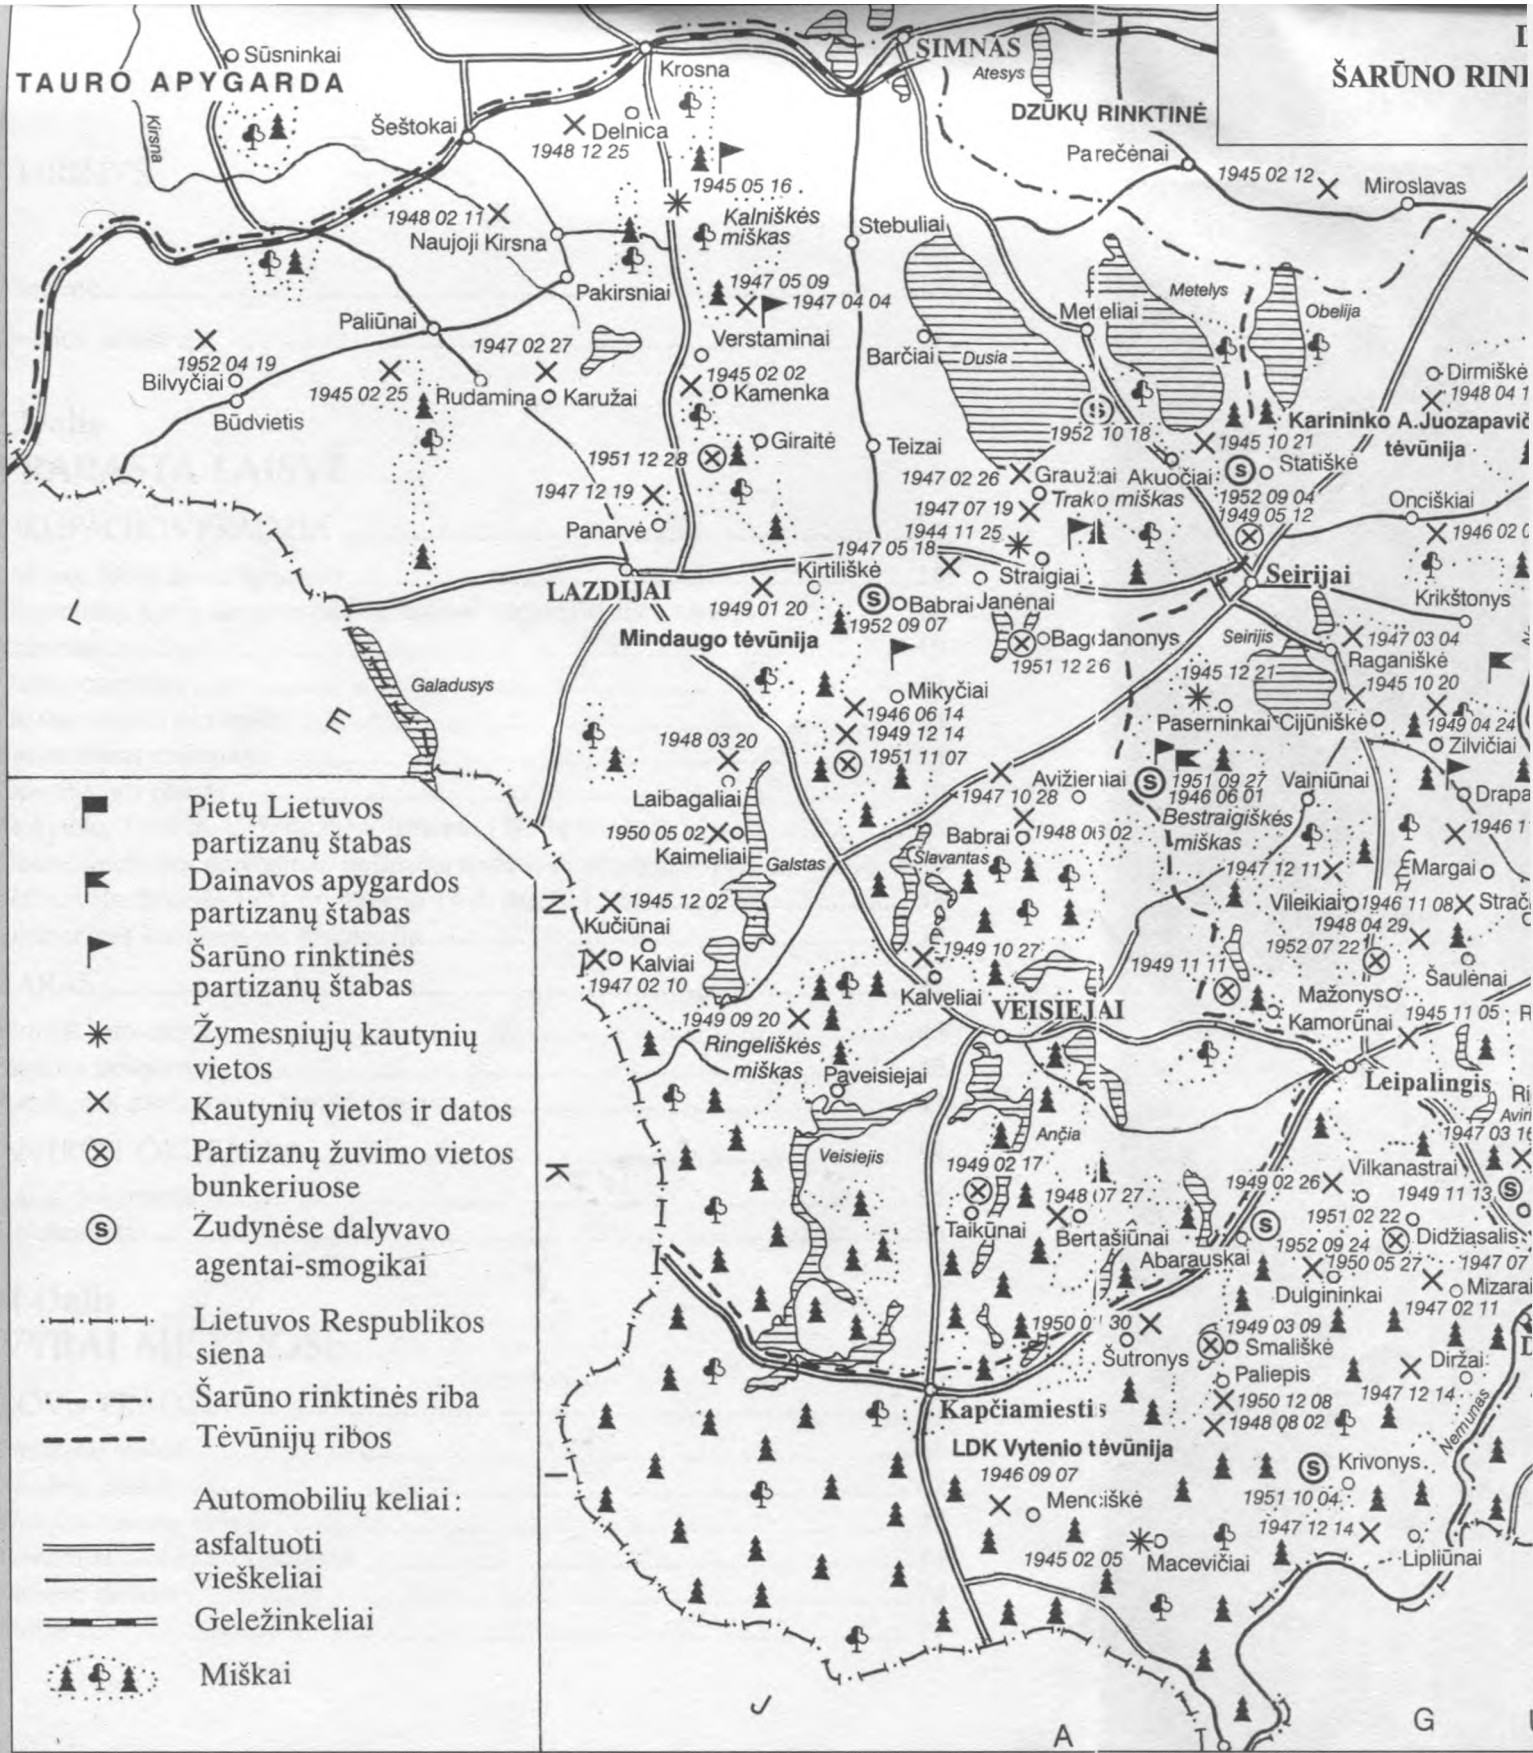 Sūsninkai
TAURO APYGARDA
Kirsna
Krosna
SIMNAS
Atesys
ŠARŪNO
DZŪKŲ RINKTINĖ
Šeštokai
Delnica
1948 12 25
Parečėnai
1945 02 12
Miroslavas
1945 05 16
Kalniškės
miškas
1948 02 11
Naujoji Kirsna
Stebuliai
Pakirsniai
1947 05 09
1947 04 04
Metelys
Obelija
Meteliai
Paliūnai
Verstaminai
Barčiai
Dusia
1952 04 19
Bilvyčiai
Būdvietis
1945 02 25
1947 02 27
Rudamina
Karužai
1945 02 02
Kamenka
Dirmiškė
1952 10 18
Karininko
tėvūnija
Giraitė
1951 12 28
Teizai
1945 10 21
Statiškė
1947 02 26
Graužai
Akuočiai
Trako miškas
1952 09 04
1949 05 12
Onciškiai
1947 12 19
Panarvė
1947 07 19
1944 11 25
1947 05 18
Kirtiliškė
Straigiai
Seirijai
LAZDIJAI
1949 01 20
Babrai
Janėnai
1952 09 07
Krikštonys
Mindaugo tėvūnija
Bagdanonys
1951 12 26
Seirijis
1947 03 04
Raganiškė
1945 12 21
1945 10 20
L
E
N
K
I
J
A
G
Galadusys
Mikyčiai
1946 06 14
1949 12 14
1951 11 07
Paserninkai
Cijūniškė
1949 04 24
Zilvičiai
1948 03 20
Laibagaliai
1950 05 02
Kaimeliai
Galstas
Avižieniai
1947 10 28
Babrai
1948 06 02
1951 09 27
1946 06 01
Bestraigiškės
miškas
Vainiūnai
Slavantas
1947 12 11
Margai
Vileikiai
1946 11 08
1948 04 29
1952 07 22
Šaulėnai
1945 12 02
Kučiūnai
Kalviai
1947 02 10
1949 10 27
Kalveliai
VEISIEJAI
1949 11 11
Mažonys
Kamorūnai
1945 11 05
1949 09 20
Ringeliškės
miškas
Paveisiejai
Leipalingis
Veisiejis
Ančia
1947 03 16
1949 02 17
Taikūnai
1948 07 27
Bertašiūnai
Vilkanastrai
1949 02 26
1949 11 13
1951 02 22
Didžiasalis
Abarauskai
1952 09 24
1950 05 27
1947 07
Dulgininkai
Mizarai
1947 02 11
1949 03 09
Smališkė
Šutronys
Paliepis
Diržai
1947 12 14
1950 12 08
1948 08 02
Nemunas
Kapčiamiestis
LDK Vytenio tėvūnija
1946 09 07
Krivonys
1951 10 04
1947 12 14
Lipliūnai
1945 02 05
Macevičiai
Pietų Lietuvos
partizanų štabas
Dainavos apygardos
partizanų štabas
Šarūno rinktinės
partizanų štabas
Žymesniųjų kautynių
vietos
Kautynių vietos ir datos
Partizanų žuvimo vietos
bunkeriuose
Žudynėse dalyvavo
agentai-smogikai
Lietuvos Respublikos
siena
Šarūno rinktinės riba
Tėvūnijų ribos
Automobilių keliai:
asfaltuoti
vieškeliai
Geležinkeliai
Miškai